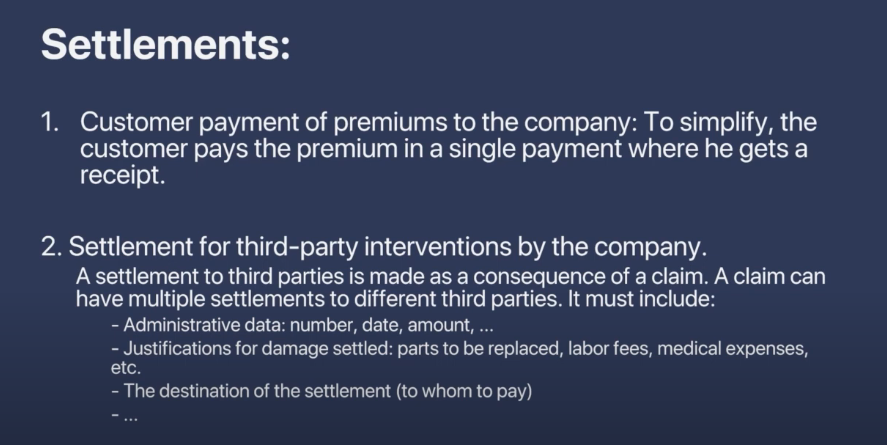 Settlements:
1. Customer payment of premiums to the company: To simplify, the
customer pays the premium in a single payment where he gets a
receipt.
2. Settlement for third-party interventions by the company.
A settlement to third parties is made as a consequence of a claim. A claim can
have multiple settlements to different third parties. It must include:
- Administrative data: number, date, amount, ...
- Justifications for damage settled: parts to be replaced, labor fees, medical expenses,
etc.
- The destination of the settlement (to whom to pay)
- ...